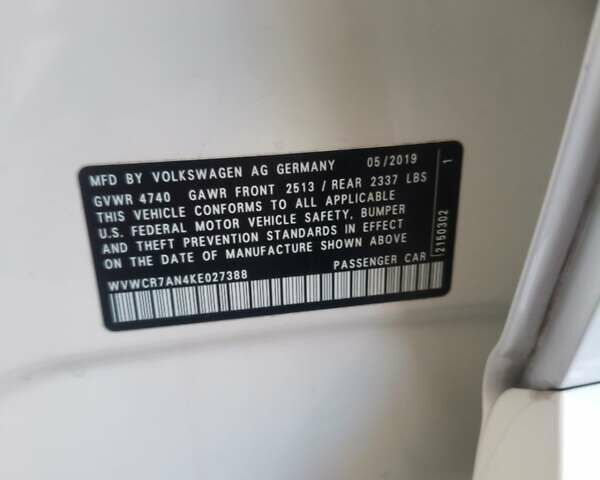 MFD BY VOLKSWAGEN AG GERMANY 05/2019
GVWR 4740 GAWR FRONT 2513 / REAR 2337 LBS
THIS VEHICLE CONFORMS TO ALL APPLICABLE
U.S. FEDERAL MOTOR VEHICLE SAFETY, BUMPER
AND THEFT PREVENTION STANDARDS IN EFFECT
ON THE DATE OF MANUFACTURE SHOWN ABOVE
WVWCR7AN4KE027388 PASSENGER CAR
2150302 1